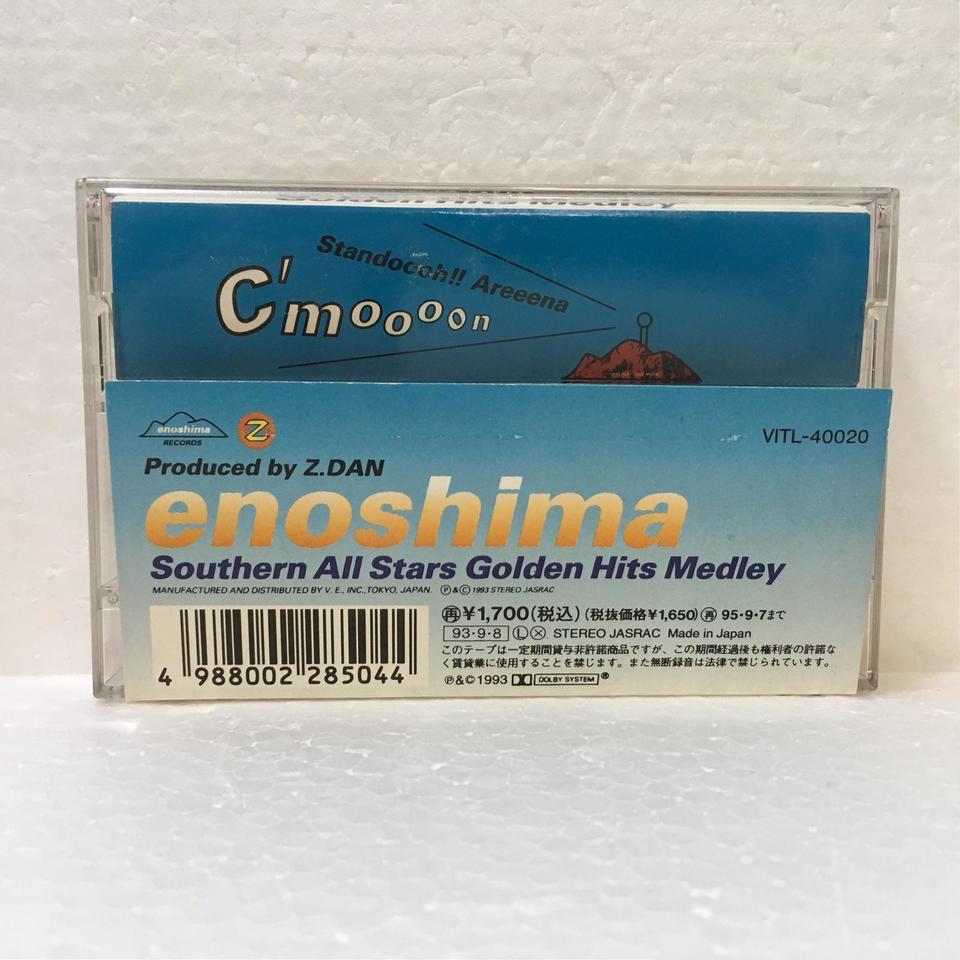 Golden Hits Medley
Standoooh!! Areeena
C'moooon
enoshima
RECORDS
Z
VITL-40020
Produced by Z.DAN
enoshima
Southern All Stars Golden Hits Medley
MANUFACTURED AND DISTRIBUTED BY V. E., INC.,TOKYO, JAPAN. Ⓟ&Ⓒ 1993 STEREO JASRAC
再¥1,700(税込)(税抜価格¥1,650)再 95・9・7まで
93・9・8 Ⓛ Ⓧ STEREO JASRAC Made in Japan
このテープは一定期間貸与非許諾商品ですが、この期間経過後も権利者の許諾な
く賃貸業に使用することを禁じます。また無断録音は法律で禁じられています。
Ⓟ&Ⓒ1993 DOLBY SYSTEM®
4 988002 285044